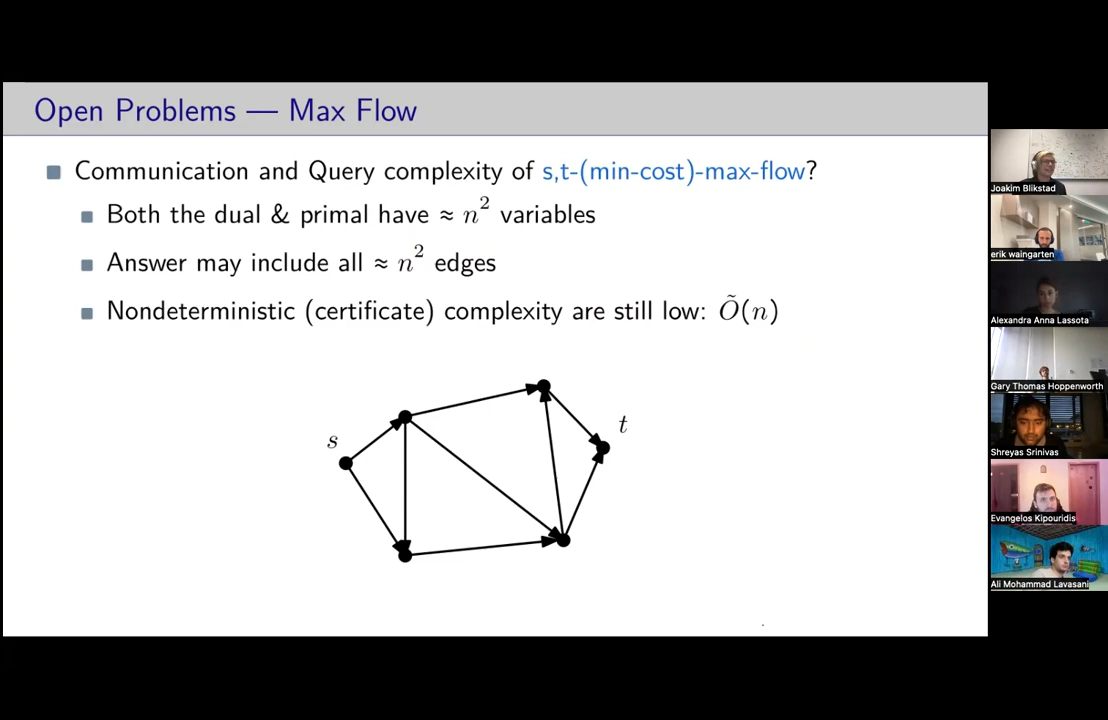 Open Problems — Max Flow
Communication and Query complexity of s,t-(min-cost)-max-flow?
Both the dual & primal have ≈ n² variables
Answer may include all ≈ n² edges
Nondeterministic (certificate) complexity are still low: Õ(n)
s
t
Joakim Blikstad
erik waingarten
Alexandra Anna Lassota
Gary Thomas Hoppenworth
Shreyas Srinivas
Evangelos Kipouridis
Ali Mohammad Lavasani